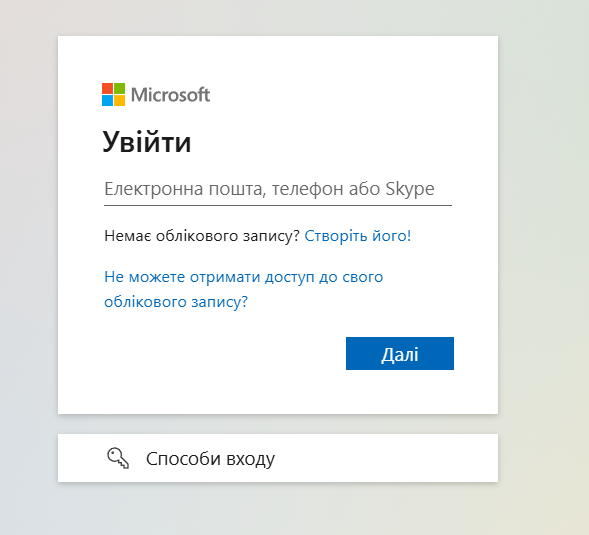 Microsoft
Увійти
Електронна пошта, телефон або Skype
Немає облікового запису? Створіть його!
Не можете отримати доступ до свого
облікового запису?
Далі
Способи входу